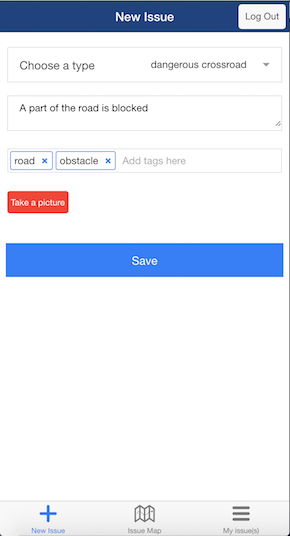 New Issue
Log Out
Choose a type
dangerous crossroad
A part of the road is blocked
road × obstacle × Add tags here
Take a picture
Save
New Issue
Issue Map
My issue(s)